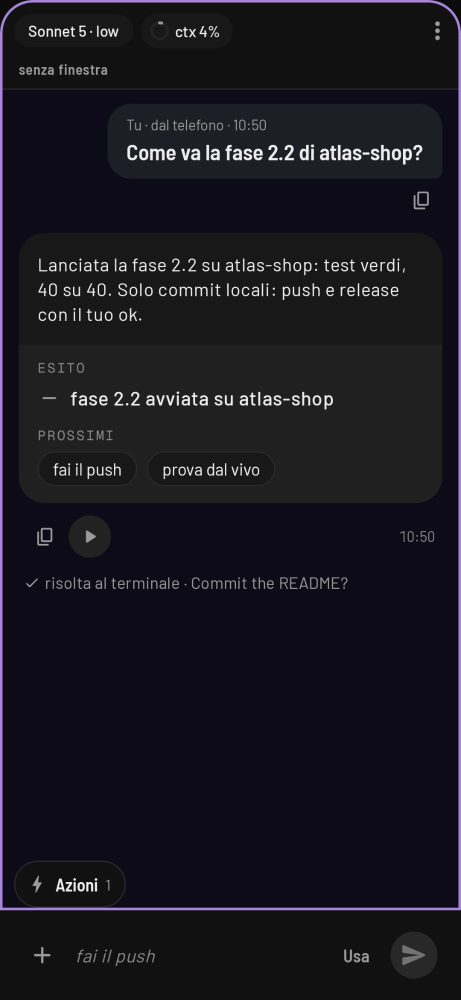 Sonnet 5 · low
ctx 4%
senza finestra
Tu · dal telefono · 10:50
Come va la fase 2.2 di atlas-shop?
Lanciata la fase 2.2 su atlas-shop: test verdi,
40 su 40. Solo commit locali: push e release
con il tuo ok.
ESITO
— fase 2.2 avviata su atlas-shop
PROSSIMI
fai il push
prova dal vivo
10:50
risolta al terminale · Commit the README?
Azioni 1
fai il push
Usa